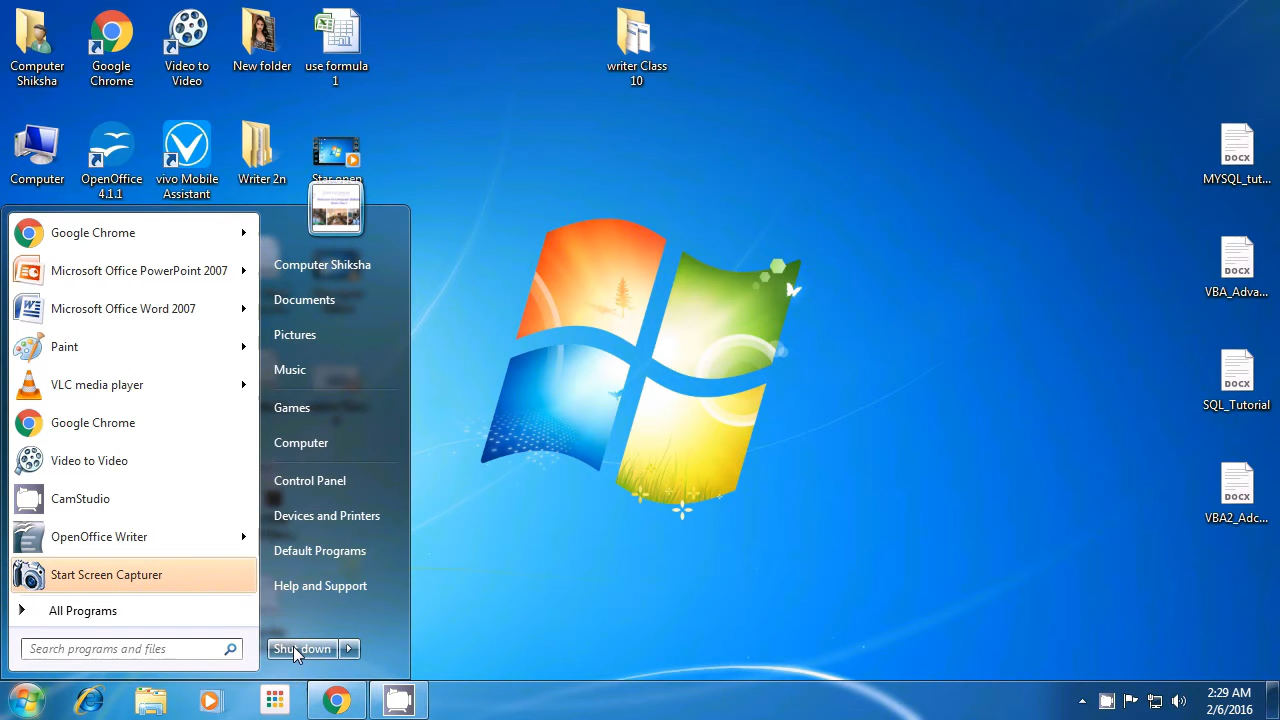 Computer
Shiksha
Google
Chrome
Video to
Video
New folder
use formula
1
writer Class
10
Computer
OpenOffice
4.1.1
vivo Mobile
Assistant
Writer 2n
MYSQL_tut...
VBA_Adva...
SQL_Tutorial
VBA2_Adc...
Google Chrome
Microsoft Office PowerPoint 2007
Microsoft Office Word 2007
Paint
VLC media player
Google Chrome
Video to Video
CamStudio
OpenOffice Writer
Start Screen Capturer
All Programs
Search programs and files
Computer Shiksha
Documents
Pictures
Music
Games
Computer
Control Panel
Devices and Printers
Default Programs
Help and Support
Shut down
2:29 AM
2/6/2016
DOCX
DOCX
DOCX
DOCX